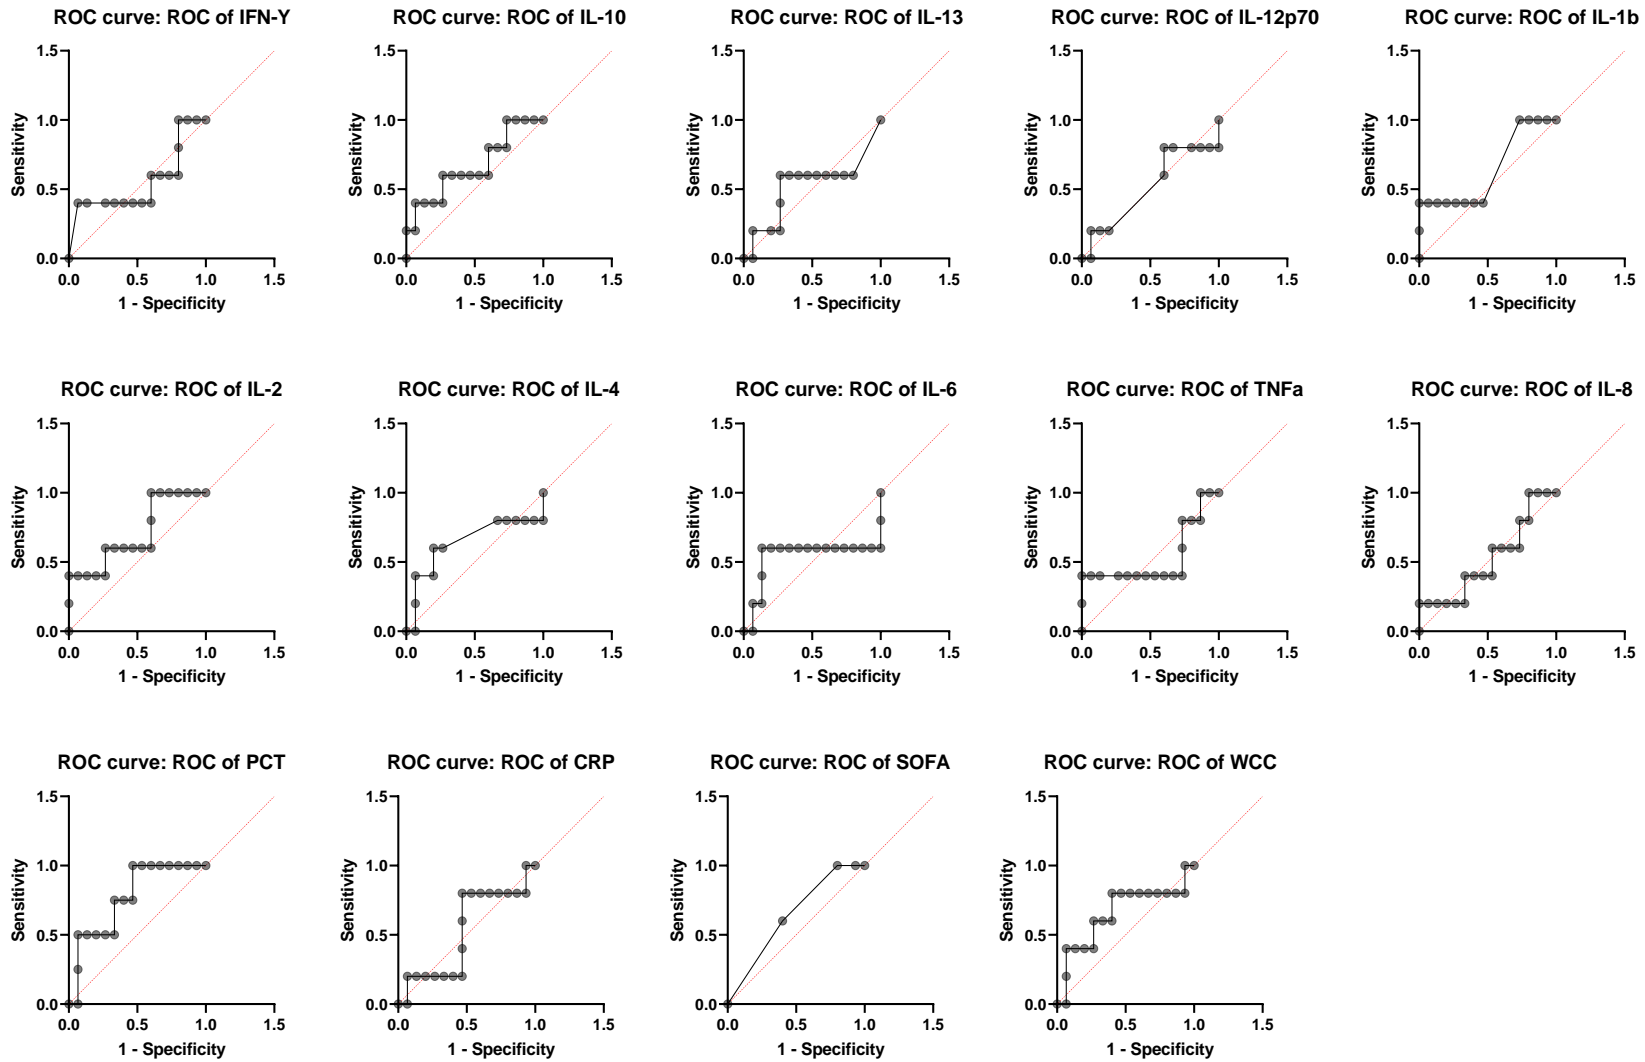 ROC curve: ROC of IFN-Y
1.5
1.0
0.5
0.0
Sensitivity
0.0 0.5 1.0 1.5
1 - Specificity
ROC curve: ROC of IL-10
1.5
1.0
0.5
0.0
Sensitivity
0.0 0.5 1.0 1.5
1 - Specificity
ROC curve: ROC of IL-13
1.5
1.0
0.5
0.0
Sensitivity
0.0 0.5 1.0 1.5
1 - Specificity
ROC curve: ROC of IL-12p70
1.5
1.0
0.5
0.0
Sensitivity
0.0 0.5 1.0 1.5
1 - Specificity
ROC curve: ROC of IL-1b
1.5
1.0
0.5
0.0
Sensitivity
0.0 0.5 1.0 1.5
1 - Specificity
ROC curve: ROC of IL-2
1.5
1.0
0.5
0.0
Sensitivity
0.0 0.5 1.0 1.5
1 - Specificity
ROC curve: ROC of IL-4
1.5
1.0
0.5
0.0
Sensitivity
0.0 0.5 1.0 1.5
1 - Specificity
ROC curve: ROC of IL-6
1.5
1.0
0.5
0.0
Sensitivity
0.0 0.5 1.0 1.5
1 - Specificity
ROC curve: ROC of TNFa
1.5
1.0
0.5
0.0
Sensitivity
0.0 0.5 1.0 1.5
1 - Specificity
ROC curve: ROC of IL-8
1.5
1.0
0.5
0.0
Sensitivity
0.0 0.5 1.0 1.5
1 - Specificity
ROC curve: ROC of PCT
1.5
1.0
0.5
0.0
Sensitivity
0.0 0.5 1.0 1.5
1 - Specificity
ROC curve: ROC of CRP
1.5
1.0
0.5
0.0
Sensitivity
0.0 0.5 1.0 1.5
1 - Specificity
ROC curve: ROC of SOFA
1.5
1.0
0.5
0.0
Sensitivity
0.0 0.5 1.0 1.5
1 - Specificity
ROC curve: ROC of WCC
1.5
1.0
0.5
0.0
Sensitivity
0.0 0.5 1.0 1.5
1 - Specificity